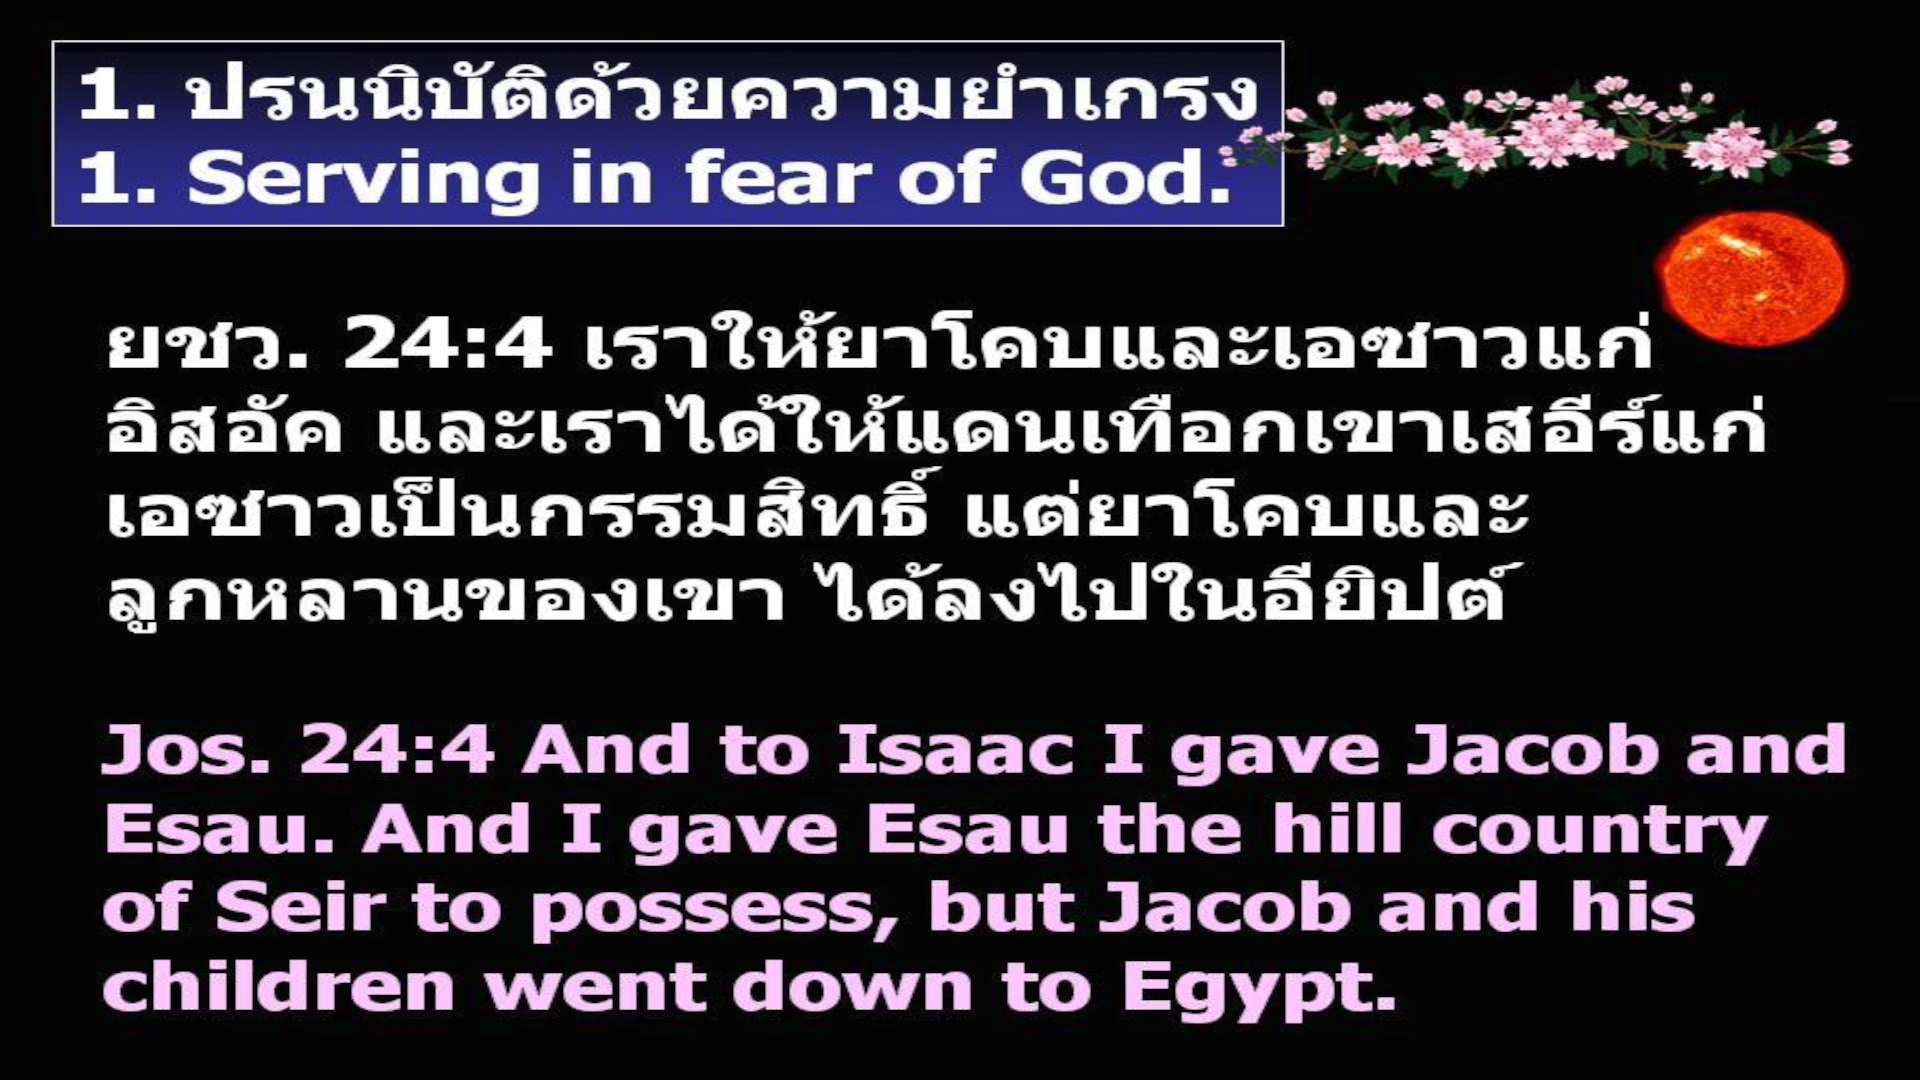 1. ปรนนิบัติด้วยความยำเกรง
1. Serving in fear of God.
ยชว. 24:4 เราให้ยาโคบและเอซาวแก่
อิสอัค และเราได้ให้แดนเทือกเขาเสอีร์แก่
เอซาวเป็นกรรมสิทธิ์ แต่ยาโคบและ
ลูกหลานของเขา ได้ลงไปในอียิปต์
Jos. 24:4 And to Isaac I gave Jacob and
Esau. And I gave Esau the hill country
of Seir to possess, but Jacob and his
children went down to Egypt.